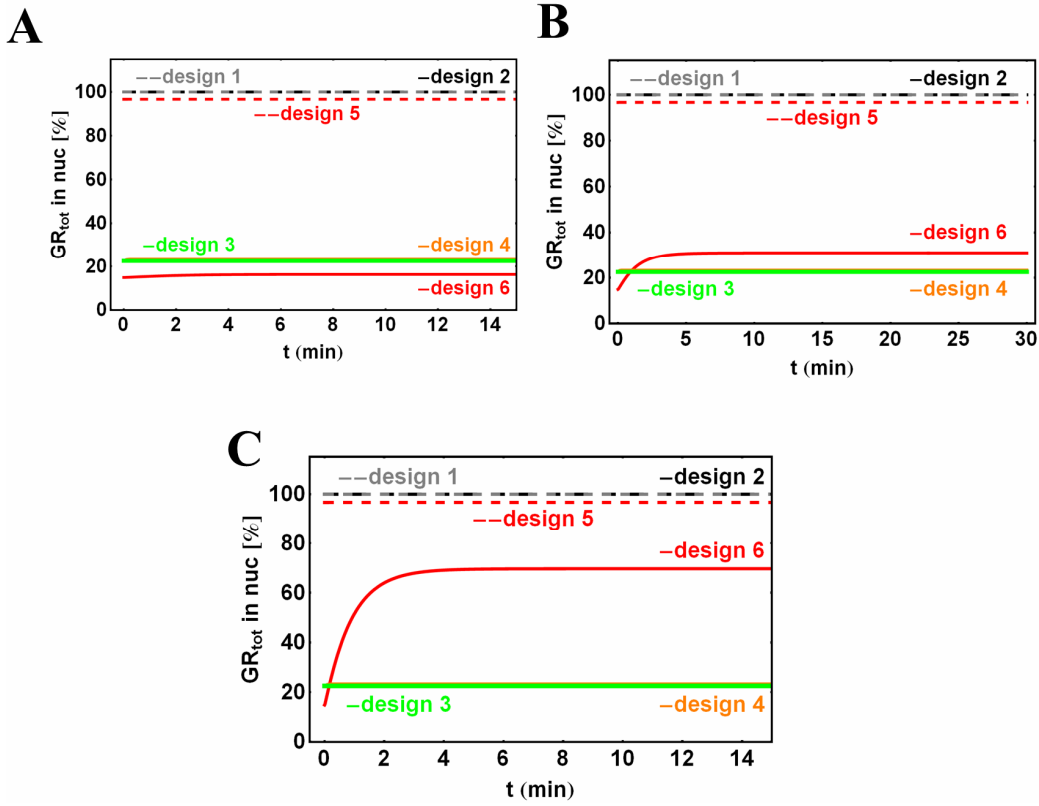 A
GRtot in nuc [%]
100
80
60
40
20
0
––design 1
–design 2
––design 5
–design 3
–design 4
–design 6
0 2 4 6 8 10 12 14
t (min)
B
GRtot in nuc [%]
100
80
60
40
20
0
––design 1
–design 2
––design 5
–design 6
–design 3
–design 4
0 5 10 15 20 25 30
t (min)
C
GRtot in nuc [%]
100
80
60
40
20
0
––design 1
–design 2
––design 5
–design 6
–design 3
–design 4
0 2 4 6 8 10 12 14
t (min)